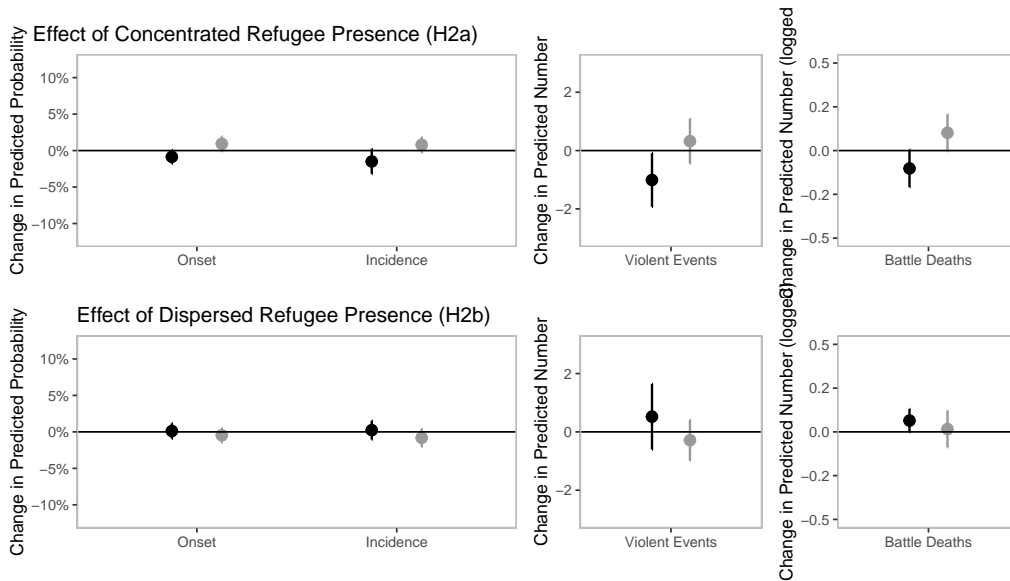 Effect of Concentrated Refugee Presence (H2a)
Change in Predicted Probability
10%
5%
0%
−5%
−10%
Onset
Incidence
Change in Predicted Number
2
0
−2
Violent Events
Change in Predicted Number (logged)
0.5
0.2
0.0
−0.2
−0.5
Battle Deaths
Effect of Dispersed Refugee Presence (H2b)
Change in Predicted Probability
10%
5%
0%
−5%
−10%
Onset
Incidence
Change in Predicted Number
2
0
−2
Violent Events
Change in Predicted Number (logged)
0.5
0.2
0.0
−0.2
−0.5
Battle Deaths